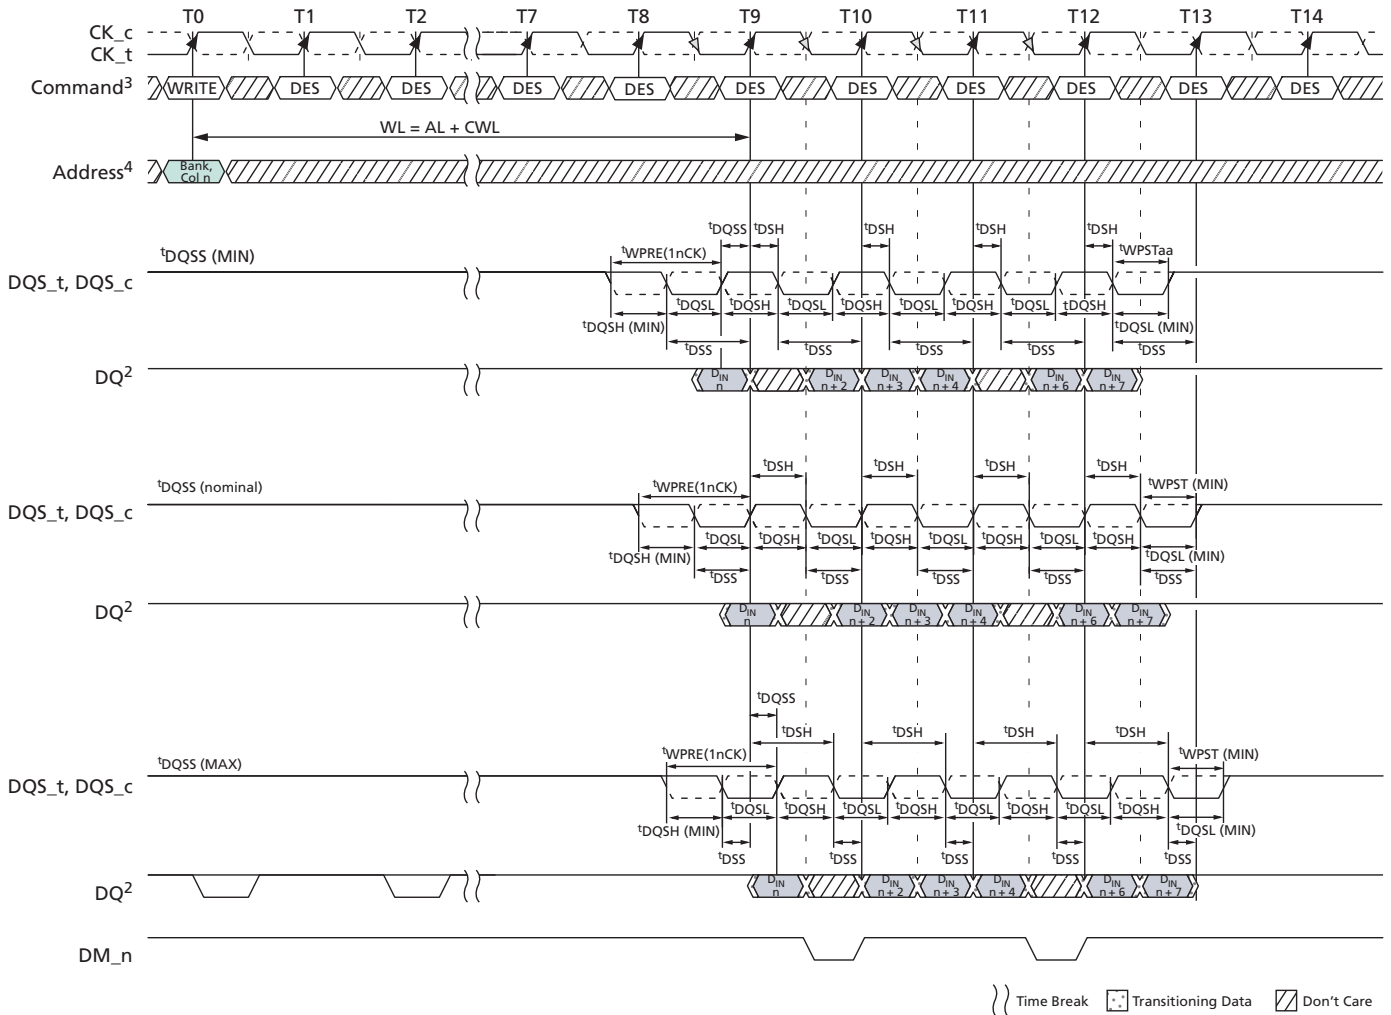 T0 T1 T2 T7 T8 T9 T10 T11 T12 T13 T14
CK_c
CK_t
Command³ WRITE DES DES DES DES DES DES DES DES DES DES
WL = AL + CWL
Address⁴ Bank,
Col n
tDQSS tDSH tDSH tDSH tDSH
tDQSS (MIN) tWPRE(1nCK) tWPSTaa
DQS_t, DQS_c
tDQSL tDQSH tDQSL tDQSH tDQSL tDQSH tDQSL tDQSH
tDQSH (MIN) tDQSL (MIN)
tDSS tDSS tDSS tDSS tDSS
DQ² DIN DIN DIN DIN DIN DIN
n n + 2 n + 3 n + 4 n + 6 n + 7
tDSH tDSH tDSH tDSH
tDQSS (nominal) tWPRE(1nCK) tWPST (MIN)
DQS_t, DQS_c
tDQSL tDQSH tDQSL tDQSH tDQSL tDQSH tDQSL tDQSH
tDQSH (MIN) tDQSL (MIN)
tDSS tDSS tDSS tDSS tDSS
DQ² DIN DIN DIN DIN DIN DIN
n n + 2 n + 3 n + 4 n + 6 n + 7
tDQSS
tDSH tDSH tDSH tDSH
tDQSS (MAX) tWPRE(1nCK) tWPST (MIN)
DQS_t, DQS_c
tDQSL tDQSH tDQSL tDQSH tDQSL tDQSH tDQSL tDQSH
tDQSH (MIN) tDQSL (MIN)
tDSS tDSS tDSS tDSS tDSS
DQ² DIN DIN DIN DIN DIN DIN
n n + 2 n + 3 n + 4 n + 6 n + 7
DM_n
Time Break Transitioning Data Don't Care